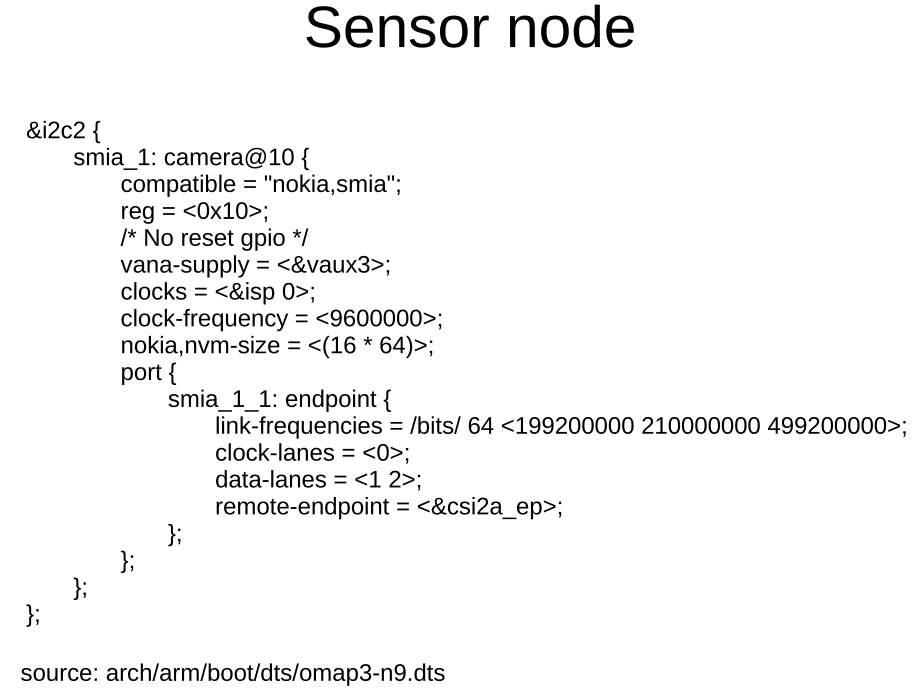 Sensor node
&i2c2 {
smia_1: camera@10 {
compatible = "nokia,smia";
reg = <0x10>;
/* No reset gpio */
vana-supply = <&vaux3>;
clocks = <&isp 0>;
clock-frequency = <9600000>;
nokia,nvm-size = <(16 * 64)>;
port {
smia_1_1: endpoint {
link-frequencies = /bits/ 64 <199200000 210000000 499200000>;
clock-lanes = <0>;
data-lanes = <1 2>;
remote-endpoint = <&csi2a_ep>;
};
};
};
};
source: arch/arm/boot/dts/omap3-n9.dts